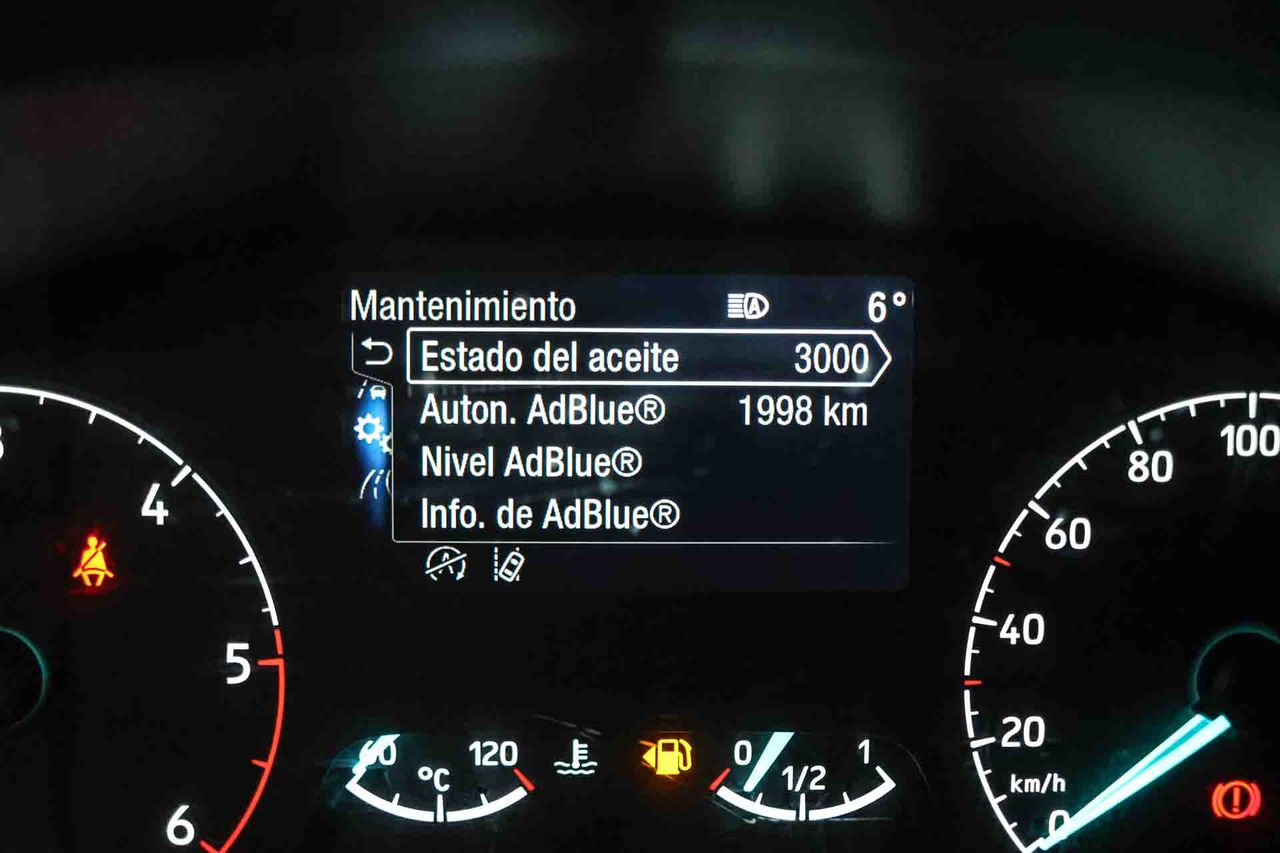 Mantenimiento 6°
Estado del aceite 3000
Auton. AdBlue® 1998 km
Nivel AdBlue®
Info. de AdBlue®
4
5
6
60 120
°C
0 1/2 1
100
80
60
40
20
km/h
0